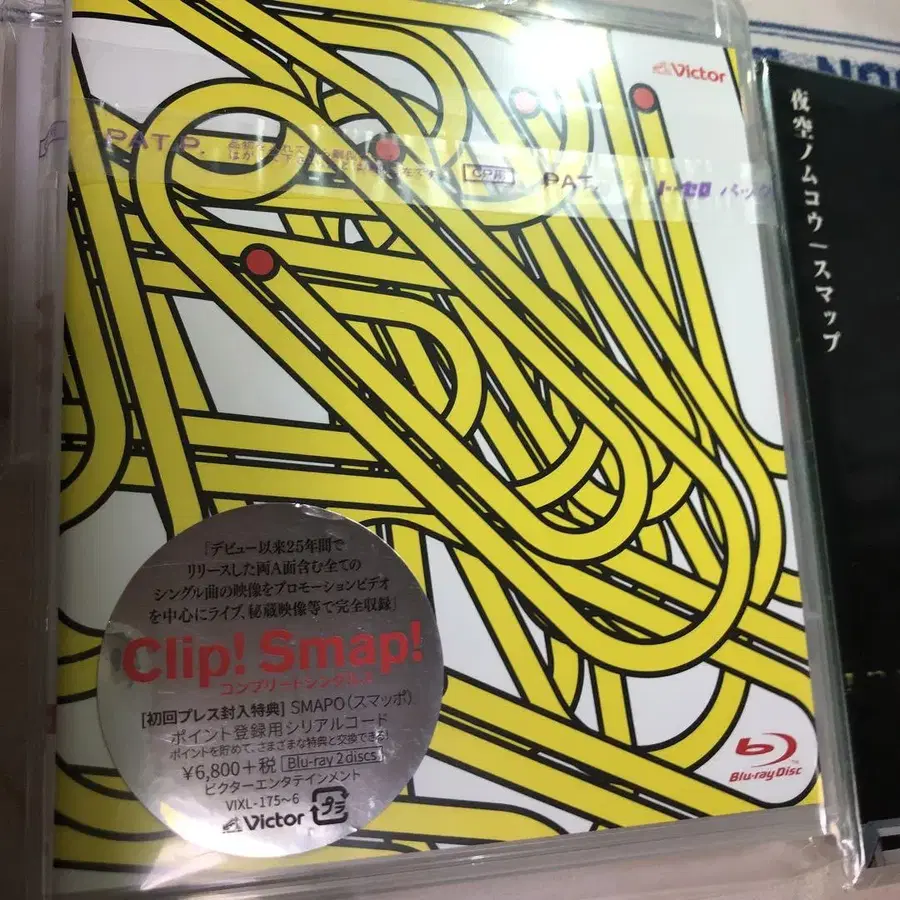 Victor
PAT.P.
CP用
PAT.
トーセロ パック
『デビュー以来25年間で
リリースした両A面含む全ての
シングル曲の映像をプロモーションビデオ
を中心にライブ、秘蔵映像等で完全収録』
Clip! Smap!
コンプリートシングルス
[初回プレス封入特典] SMAPO(スマッポ)
ポイント登録用シリアルコード
ポイントを貯めて、さまざまな特典と交換できる!
¥6,800+税 Blu-ray 2discs
ビクターエンタテインメント
VIXL-175~6
Victor
プラ
Blu-ray Disc
夜空ノムコウ―スマップ